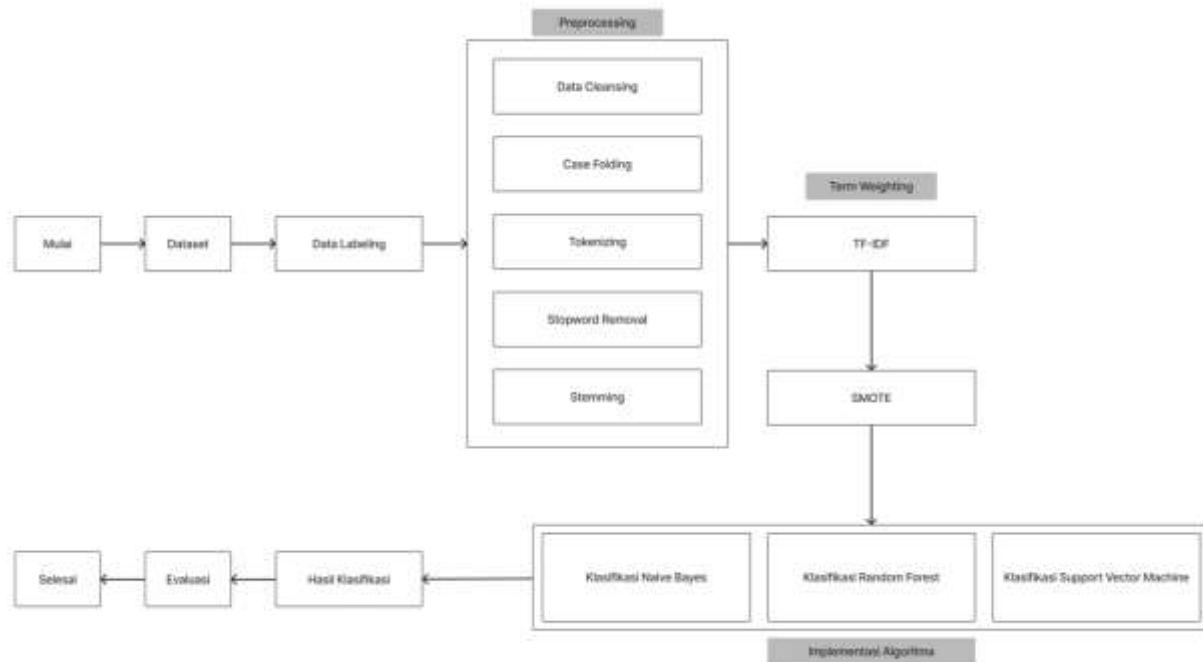 Preprocessing
Data Cleansing
Case Folding
Term Weighting
Mulai
Dataset
Data Labeling
Tokenizing
TF-IDF
Stopword Removal
Stemming
SMOTE
Selesai
Evaluasi
Hasil Klasifikasi
Klasifikasi Naive Bayes
Klasifikasi Random Forest
Klasifikasi Support Vector Machine
Implementasi Algoritma